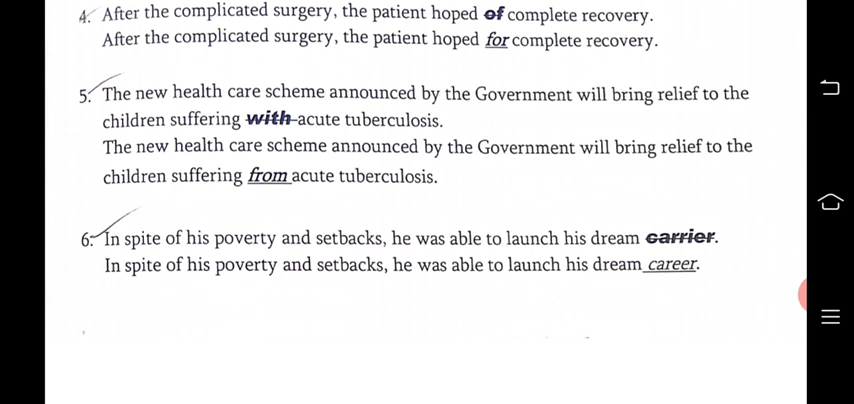 4. After the complicated surgery, the patient hoped of complete recovery.
After the complicated surgery, the patient hoped for complete recovery.
5. The new health care scheme announced by the Government will bring relief to the
children suffering with acute tuberculosis.
The new health care scheme announced by the Government will bring relief to the
children suffering from acute tuberculosis.
6. In spite of his poverty and setbacks, he was able to launch his dream carrier.
In spite of his poverty and setbacks, he was able to launch his dream career.